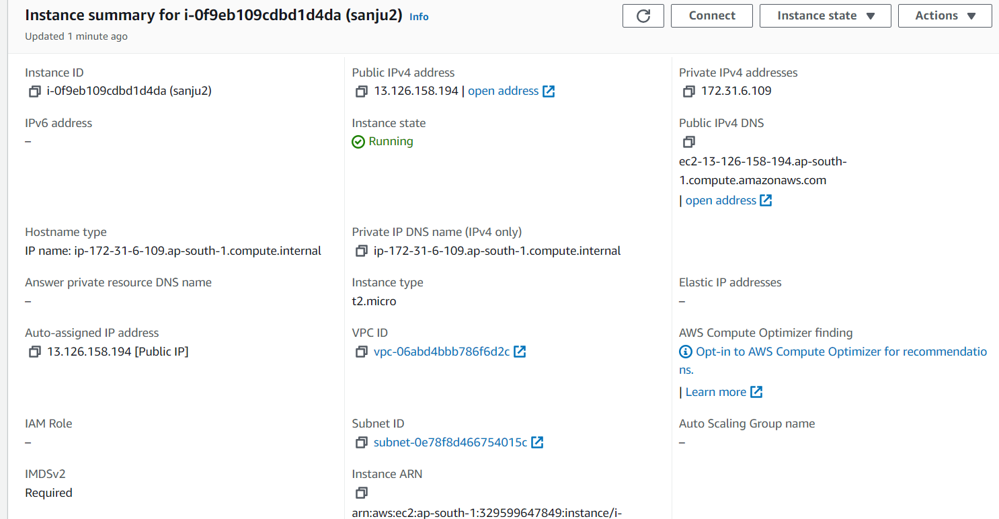 Instance summary for i-0f9eb109cdbd1d4da (sanju2) Info
Updated 1 minute ago
Connect
Instance state
Actions
Instance ID
i-0f9eb109cdbd1d4da (sanju2)
Public IPv4 address
13.126.158.194 | open address
Private IPv4 addresses
172.31.6.109
IPv6 address
–
Instance state
Running
Public IPv4 DNS
ec2-13-126-158-194.ap-south-
1.compute.amazonaws.com
| open address
Hostname type
IP name: ip-172-31-6-109.ap-south-1.compute.internal
Private IP DNS name (IPv4 only)
ip-172-31-6-109.ap-south-1.compute.internal
Answer private resource DNS name
–
Instance type
t2.micro
Elastic IP addresses
–
Auto-assigned IP address
13.126.158.194 [Public IP]
VPC ID
vpc-06abd4bbb786f6d2c
AWS Compute Optimizer finding
Opt-in to AWS Compute Optimizer for recommendatio
ns.
| Learn more
IAM Role
–
Subnet ID
subnet-0e78f8d466754015c
Auto Scaling Group name
–
IMDSv2
Required
Instance ARN
arn:aws:ec2:ap-south-1:329599647849:instance/i-